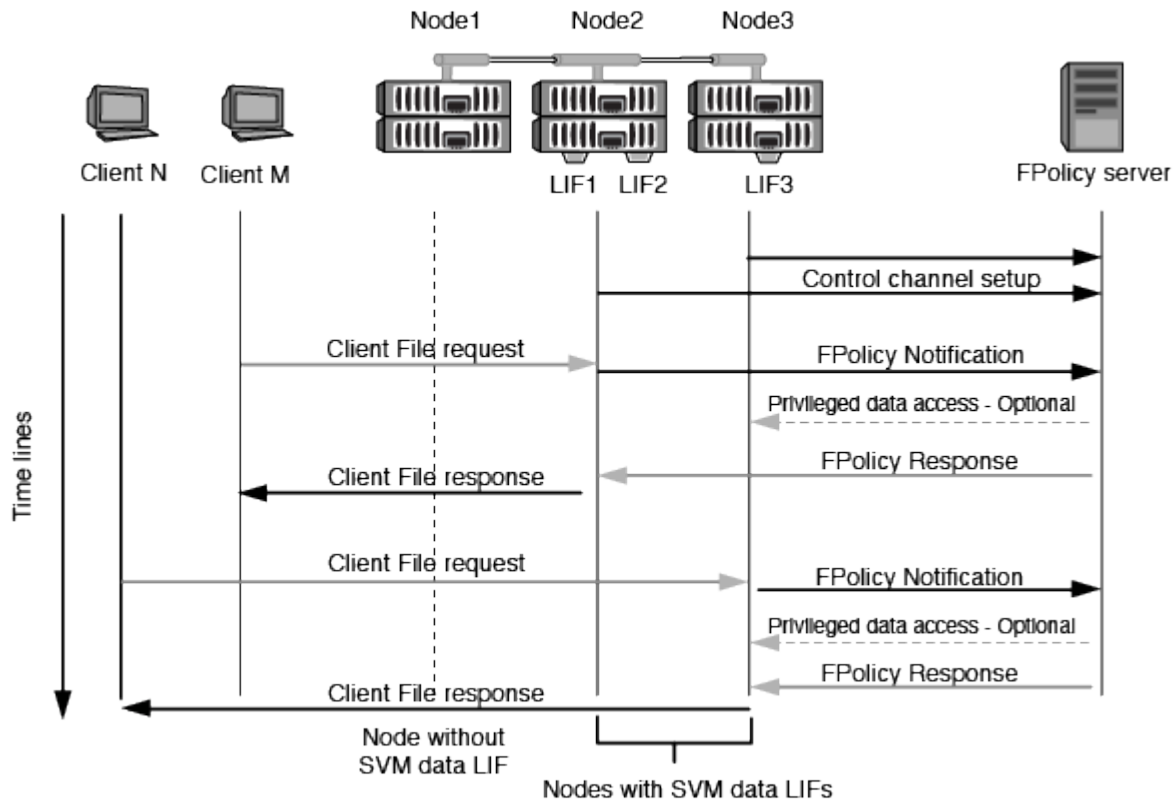 Node1
Node2
Node3
Client N
Client M
LIF1
LIF2
LIF3
FPolicy server
Control channel setup
Client File request
FPolicy Notification
Privileged data access - Optional
FPolicy Response
Client File response
Client File request
FPolicy Notification
Privileged data access - Optional
FPolicy Response
Client File response
Time lines
Node without
SVM data LIF
Nodes with SVM data LIFs